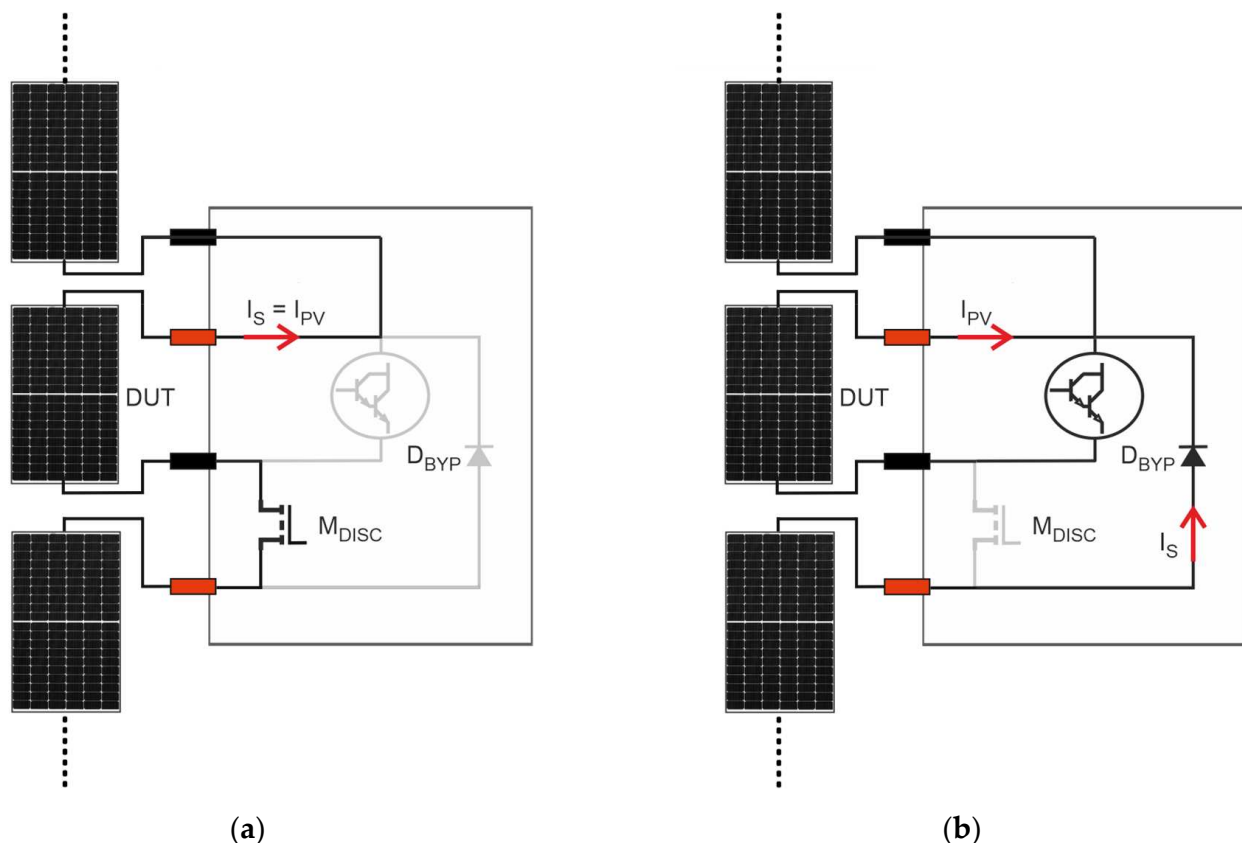 I_S = I_PV
DUT
D_BYP
M_DISC
(a)
I_PV
DUT
D_BYP
M_DISC
I_S
(b)